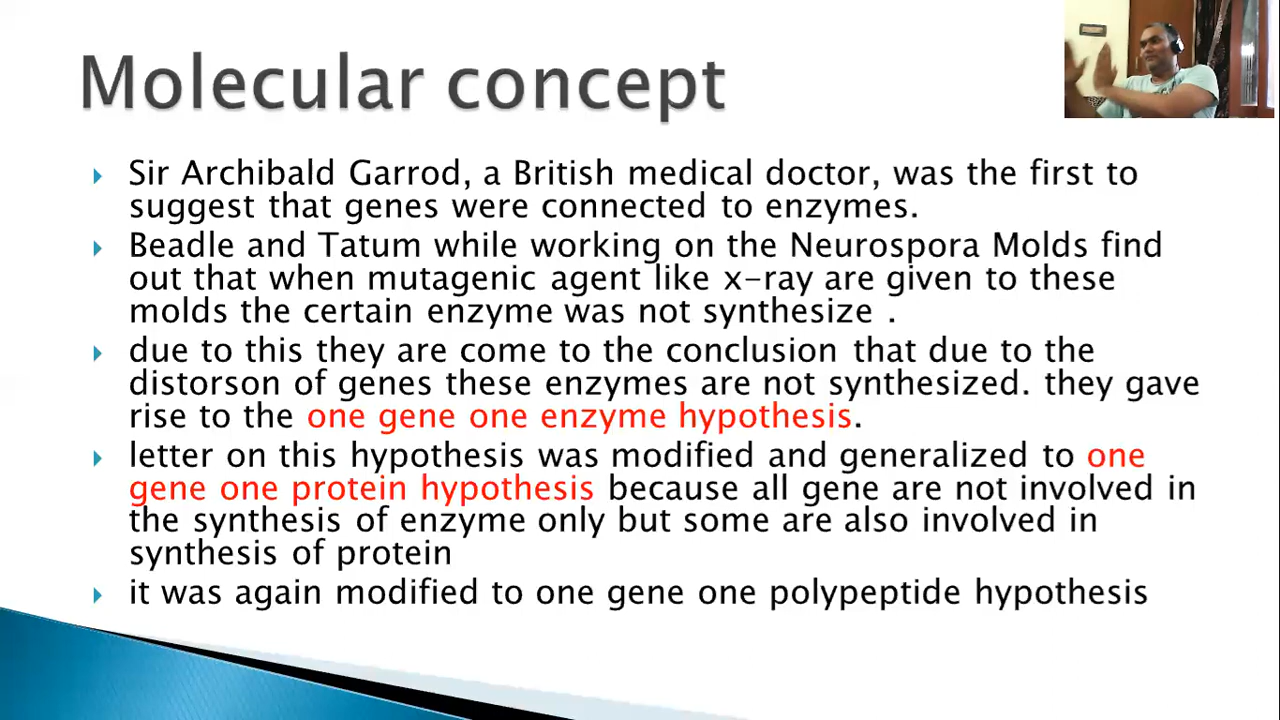 Molecular concept
Sir Archibald Garrod, a British medical doctor, was the first to
suggest that genes were connected to enzymes.
Beadle and Tatum while working on the Neurospora Molds find
out that when mutagenic agent like x-ray are given to these
molds the certain enzyme was not synthesize .
due to this they are come to the conclusion that due to the
distorson of genes these enzymes are not synthesized. they gave
rise to the one gene one enzyme hypothesis.
letter on this hypothesis was modified and generalized to one
gene one protein hypothesis because all gene are not involved in
the synthesis of enzyme only but some are also involved in
synthesis of protein
it was again modified to one gene one polypeptide hypothesis